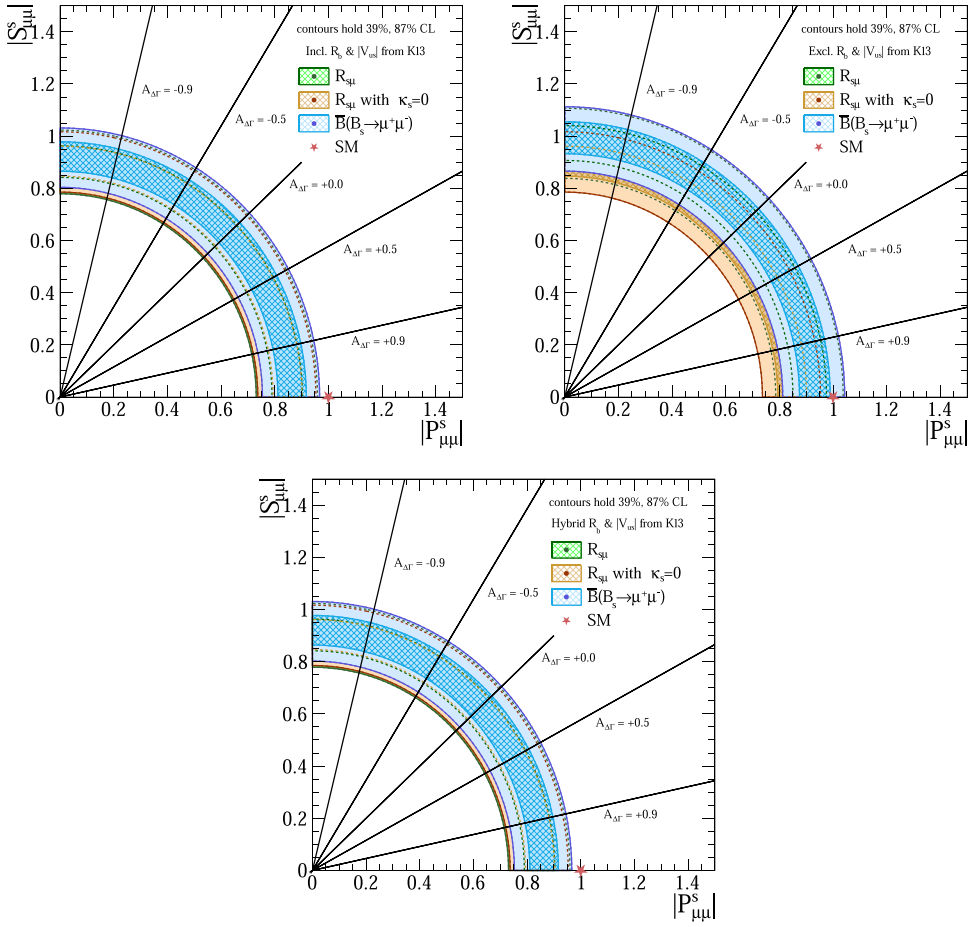 |Sˢμμ|
contours hold 39%, 87% CL
Incl. R_b & |V_us| from Kl3
R_sμ
R_sμ with κ_s=0
B̅(B_s→μ⁺μ⁻)
SM
A_ΔΓ = -0.9
A_ΔΓ = -0.5
A_ΔΓ = +0.0
A_ΔΓ = +0.5
A_ΔΓ = +0.9
1.4
1.2
1
0.8
0.6
0.4
0.2
0
0 0.2 0.4 0.6 0.8 1 1.2 1.4
|Pˢμμ|
|Sˢμμ|
contours hold 39%, 87% CL
Excl. R_b & |V_us| from Kl3
R_sμ
R_sμ with κ_s=0
B̅(B_s→μ⁺μ⁻)
SM
A_ΔΓ = -0.9
A_ΔΓ = -0.5
A_ΔΓ = +0.0
A_ΔΓ = +0.5
A_ΔΓ = +0.9
1.4
1.2
1
0.8
0.6
0.4
0.2
0
0 0.2 0.4 0.6 0.8 1 1.2 1.4
|Pˢμμ|
|Sˢμμ|
contours hold 39%, 87% CL
Hybrid R_b & |V_us| from Kl3
R_sμ
R_sμ with κ_s=0
B̅(B_s→μ⁺μ⁻)
SM
A_ΔΓ = -0.9
A_ΔΓ = -0.5
A_ΔΓ = +0.0
A_ΔΓ = +0.5
A_ΔΓ = +0.9
1.4
1.2
1
0.8
0.6
0.4
0.2
0
0 0.2 0.4 0.6 0.8 1 1.2 1.4
|Pˢμμ|